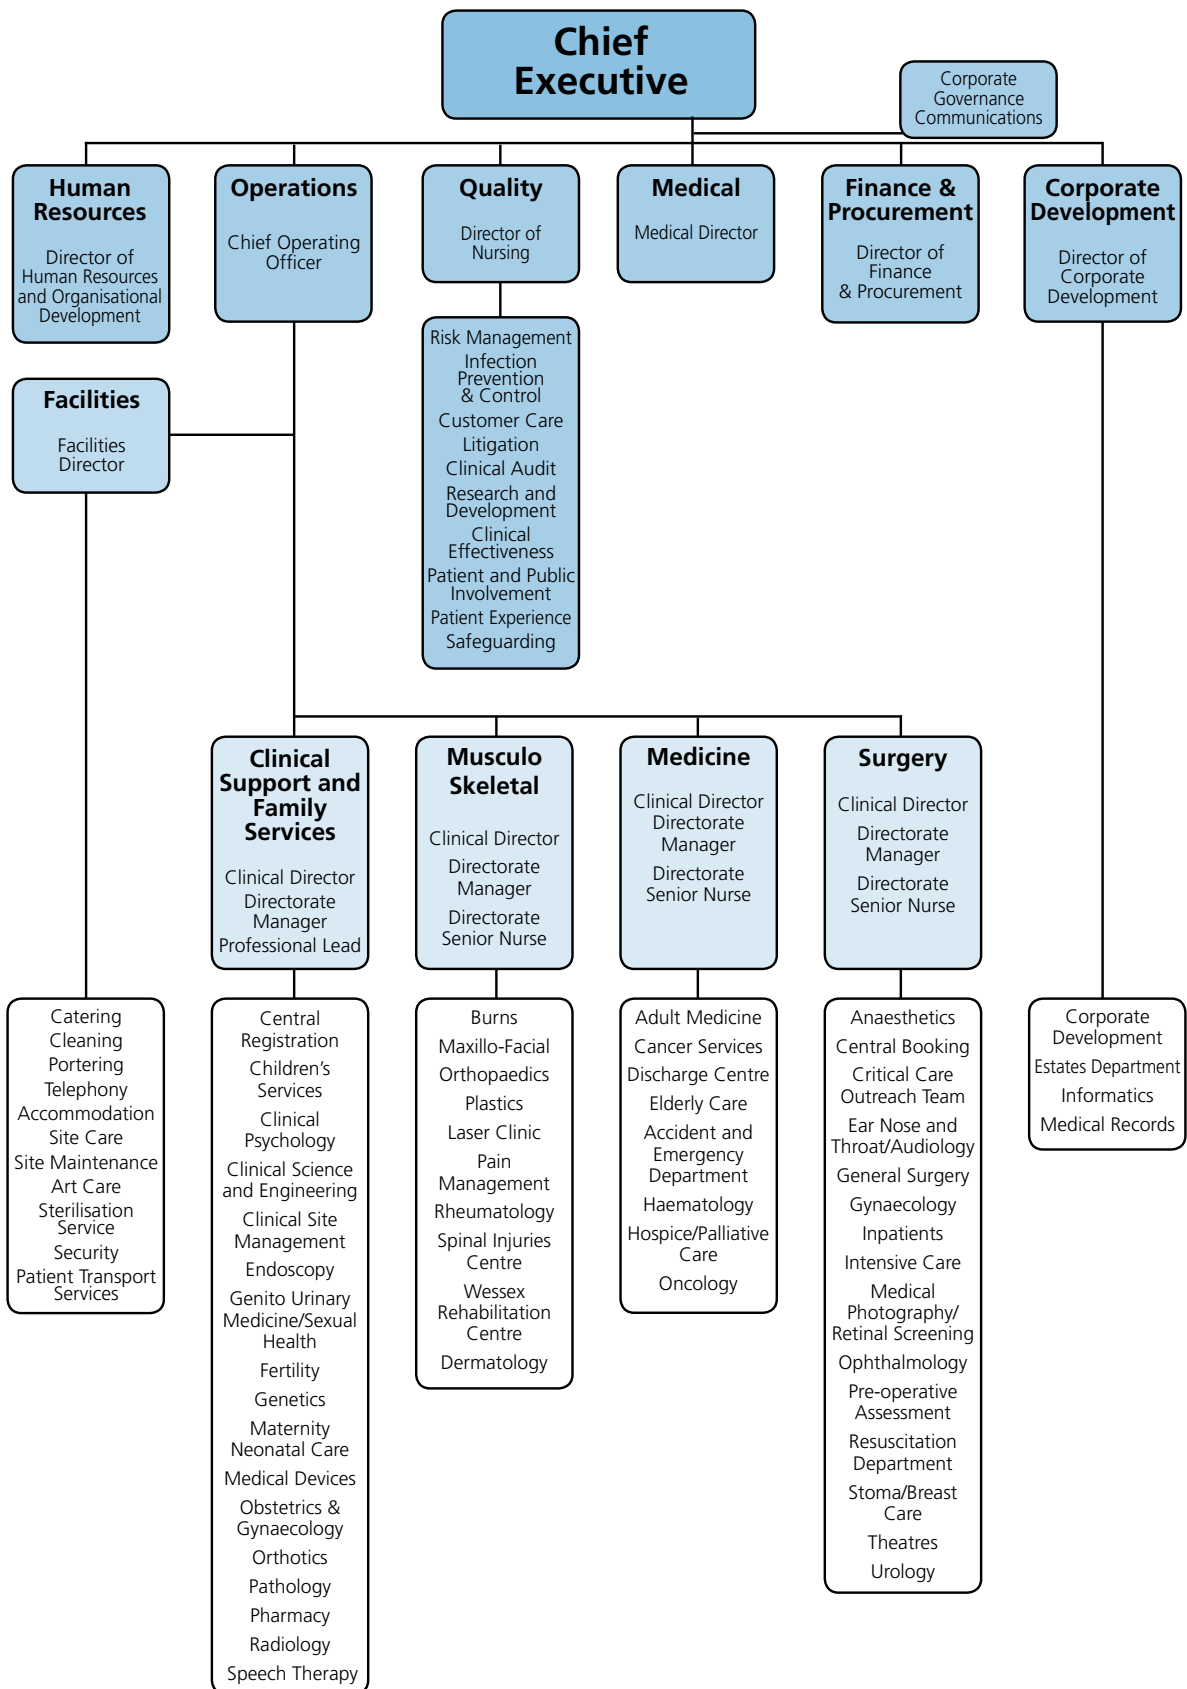 Chief
Executive
Corporate
Governance
Communications
Human
Resources
Director of
Human Resources
and Organisational
Development
Operations
Chief Operating
Officer
Quality
Director of
Nursing
Medical
Medical Director
Finance &
Procurement
Director of
Finance
& Procurement
Corporate
Development
Director of
Corporate
Development
Risk Management
Infection
Prevention
& Control
Customer Care
Litigation
Clinical Audit
Research and
Development
Clinical
Effectiveness
Patient and Public
Involvement
Patient Experience
Safeguarding
Facilities
Facilities
Director
Clinical
Support and
Family
Services
Clinical Director
Directorate
Manager
Professional Lead
Musculo
Skeletal
Clinical Director
Directorate
Manager
Directorate
Senior Nurse
Medicine
Clinical Director
Directorate
Manager
Directorate
Senior Nurse
Surgery
Clinical Director
Directorate
Manager
Directorate
Senior Nurse
Catering
Cleaning
Portering
Telephony
Accommodation
Site Care
Site Maintenance
Art Care
Sterilisation
Service
Security
Patient Transport
Services
Central
Registration
Children's
Services
Clinical
Psychology
Clinical Science
and Engineering
Clinical Site
Management
Endoscopy
Genito Urinary
Medicine/Sexual
Health
Fertility
Genetics
Maternity
Neonatal Care
Medical Devices
Obstetrics &
Gynaecology
Orthotics
Pathology
Pharmacy
Radiology
Speech Therapy
Burns
Maxillo-Facial
Orthopaedics
Plastics
Laser Clinic
Pain
Management
Rheumatology
Spinal Injuries
Centre
Wessex
Rehabilitation
Centre
Dermatology
Adult Medicine
Cancer Services
Discharge Centre
Elderly Care
Accident and
Emergency
Department
Haematology
Hospice/Palliative
Care
Oncology
Anaesthetics
Central Booking
Critical Care
Outreach Team
Ear Nose and
Throat/Audiology
General Surgery
Gynaecology
Inpatients
Intensive Care
Medical
Photography/
Retinal Screening
Ophthalmology
Pre-operative
Assessment
Resuscitation
Department
Stoma/Breast
Care
Theatres
Urology
Corporate
Development
Estates Department
Informatics
Medical Records